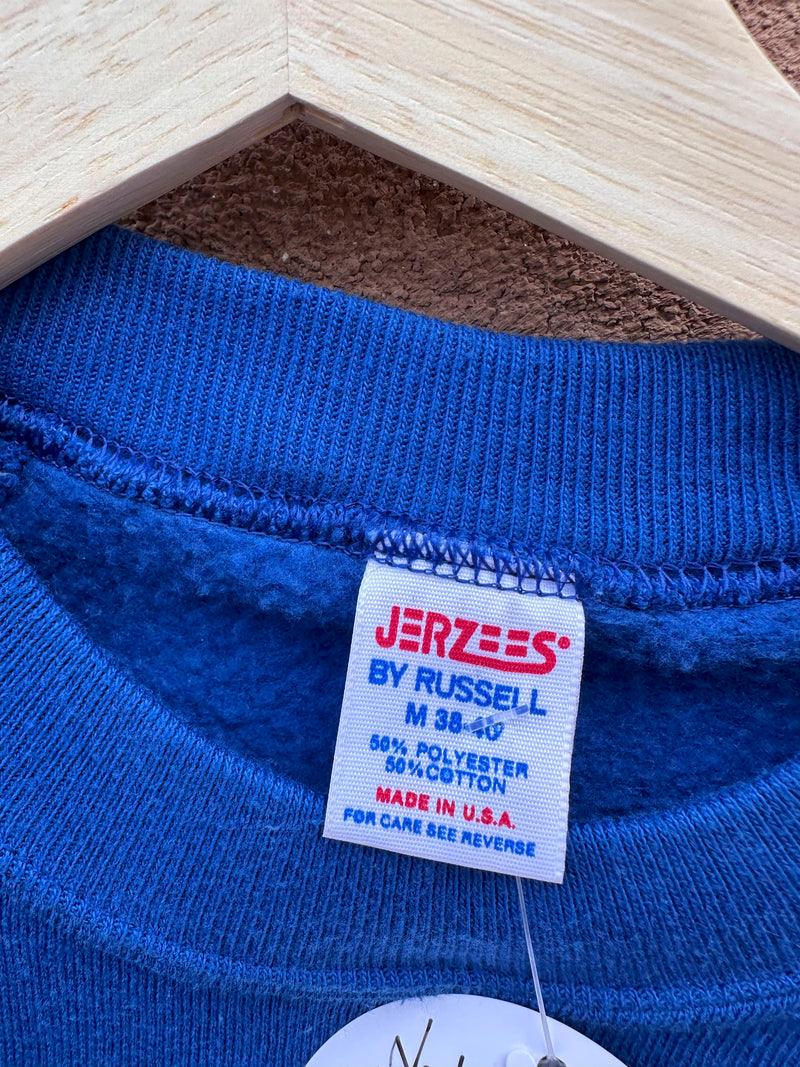 JERZEES®
BY RUSSELL
M 38-40
50% POLYESTER
50% COTTON
MADE IN U.S.A.
FOR CARE SEE REVERSE